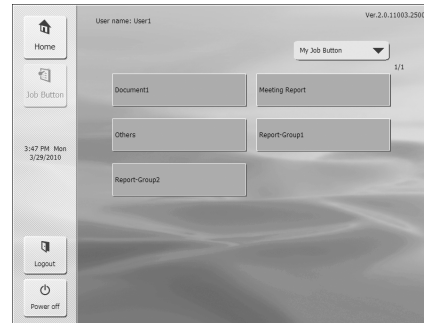 User name: User1
Ver.2.0.11003.2500
Home
My Job Button
1/1
Job Button
Document1
Meeting Report
Others
Report-Group1
3:47 PM Mon
3/29/2010
Report-Group2
Logout
Power off